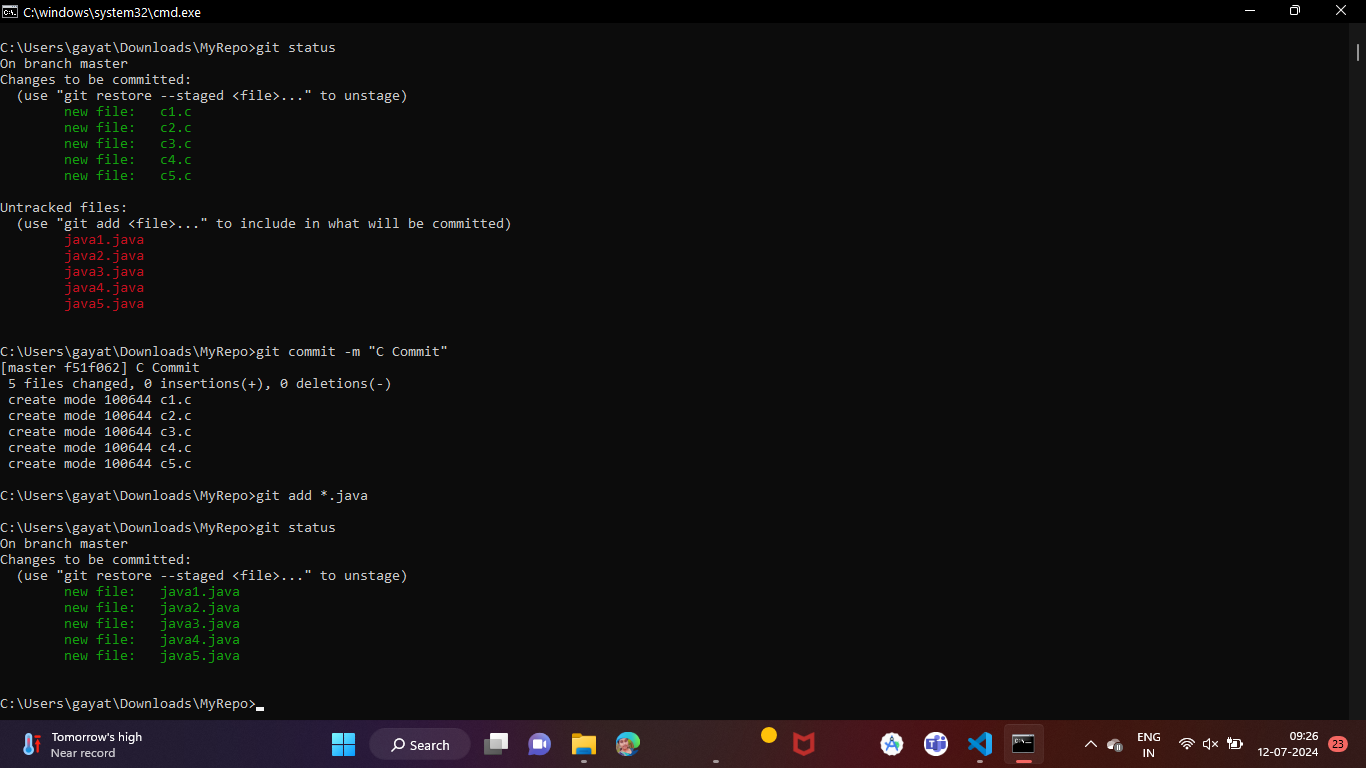 C:\windows\system32\cmd.exe
C:\Users\gayat\Downloads\MyRepo>git status
On branch master
Changes to be committed:
  (use "git restore --staged <file>..." to unstage)
        new file:   c1.c
        new file:   c2.c
        new file:   c3.c
        new file:   c4.c
        new file:   c5.c
Untracked files:
  (use "git add <file>..." to include in what will be committed)
        java1.java
        java2.java
        java3.java
        java4.java
        java5.java
C:\Users\gayat\Downloads\MyRepo>git commit -m "C Commit"
[master f51f062] C Commit
 5 files changed, 0 insertions(+), 0 deletions(-)
 create mode 100644 c1.c
 create mode 100644 c2.c
 create mode 100644 c3.c
 create mode 100644 c4.c
 create mode 100644 c5.c
C:\Users\gayat\Downloads\MyRepo>git add *.java
C:\Users\gayat\Downloads\MyRepo>git status
On branch master
Changes to be committed:
  (use "git restore --staged <file>..." to unstage)
        new file:   java1.java
        new file:   java2.java
        new file:   java3.java
        new file:   java4.java
        new file:   java5.java
C:\Users\gayat\Downloads\MyRepo>
Tomorrow's high
Near record
Search
ENG
IN
09:26
12-07-2024
23